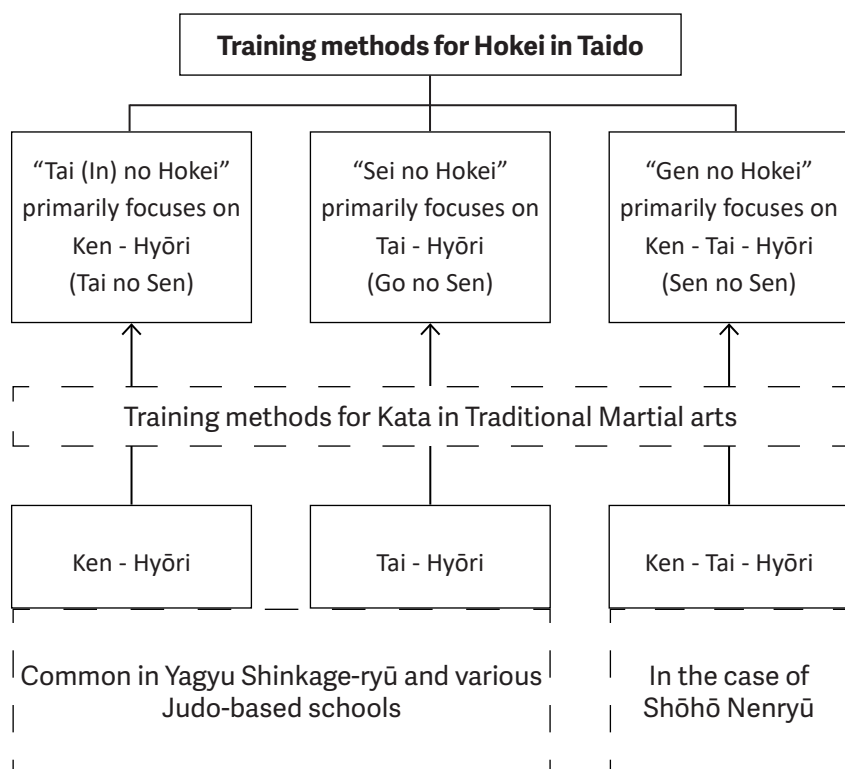 Training methods for Hokei in Taido
“Tai (In) no Hokei”
primarily focuses on
Ken - Hyōri
(Tai no Sen)
“Sei no Hokei”
primarily focuses on
Tai - Hyōri
(Go no Sen)
“Gen no Hokei”
primarily focuses on
Ken - Tai - Hyōri
(Sen no Sen)
Training methods for Kata in Traditional Martial arts
Ken - Hyōri
Tai - Hyōri
Ken - Tai - Hyōri
Common in Yagyu Shinkage-ryū and various
Judo-based schools
In the case of
Shōhō Nenryū